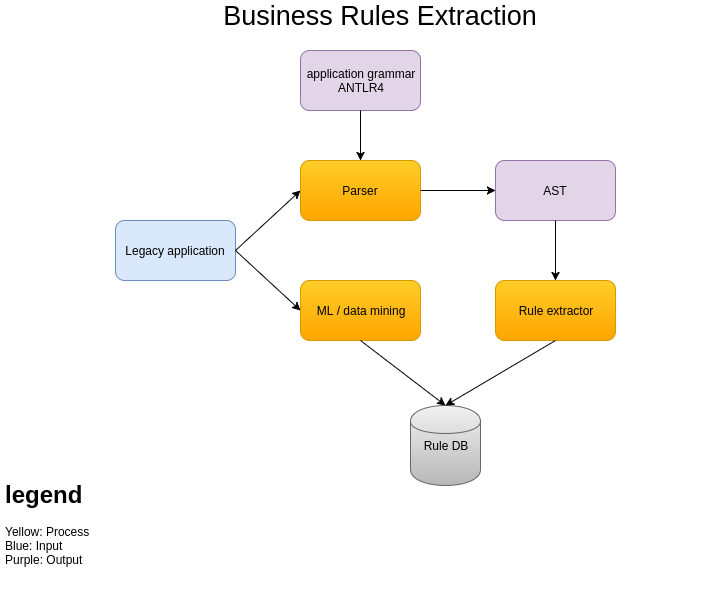 Business Rules Extraction
application grammar
ANTLR4
Parser
AST
Legacy application
ML / data mining
Rule extractor
Rule DB
legend
Yellow: Process
Blue: Input
Purple: Output